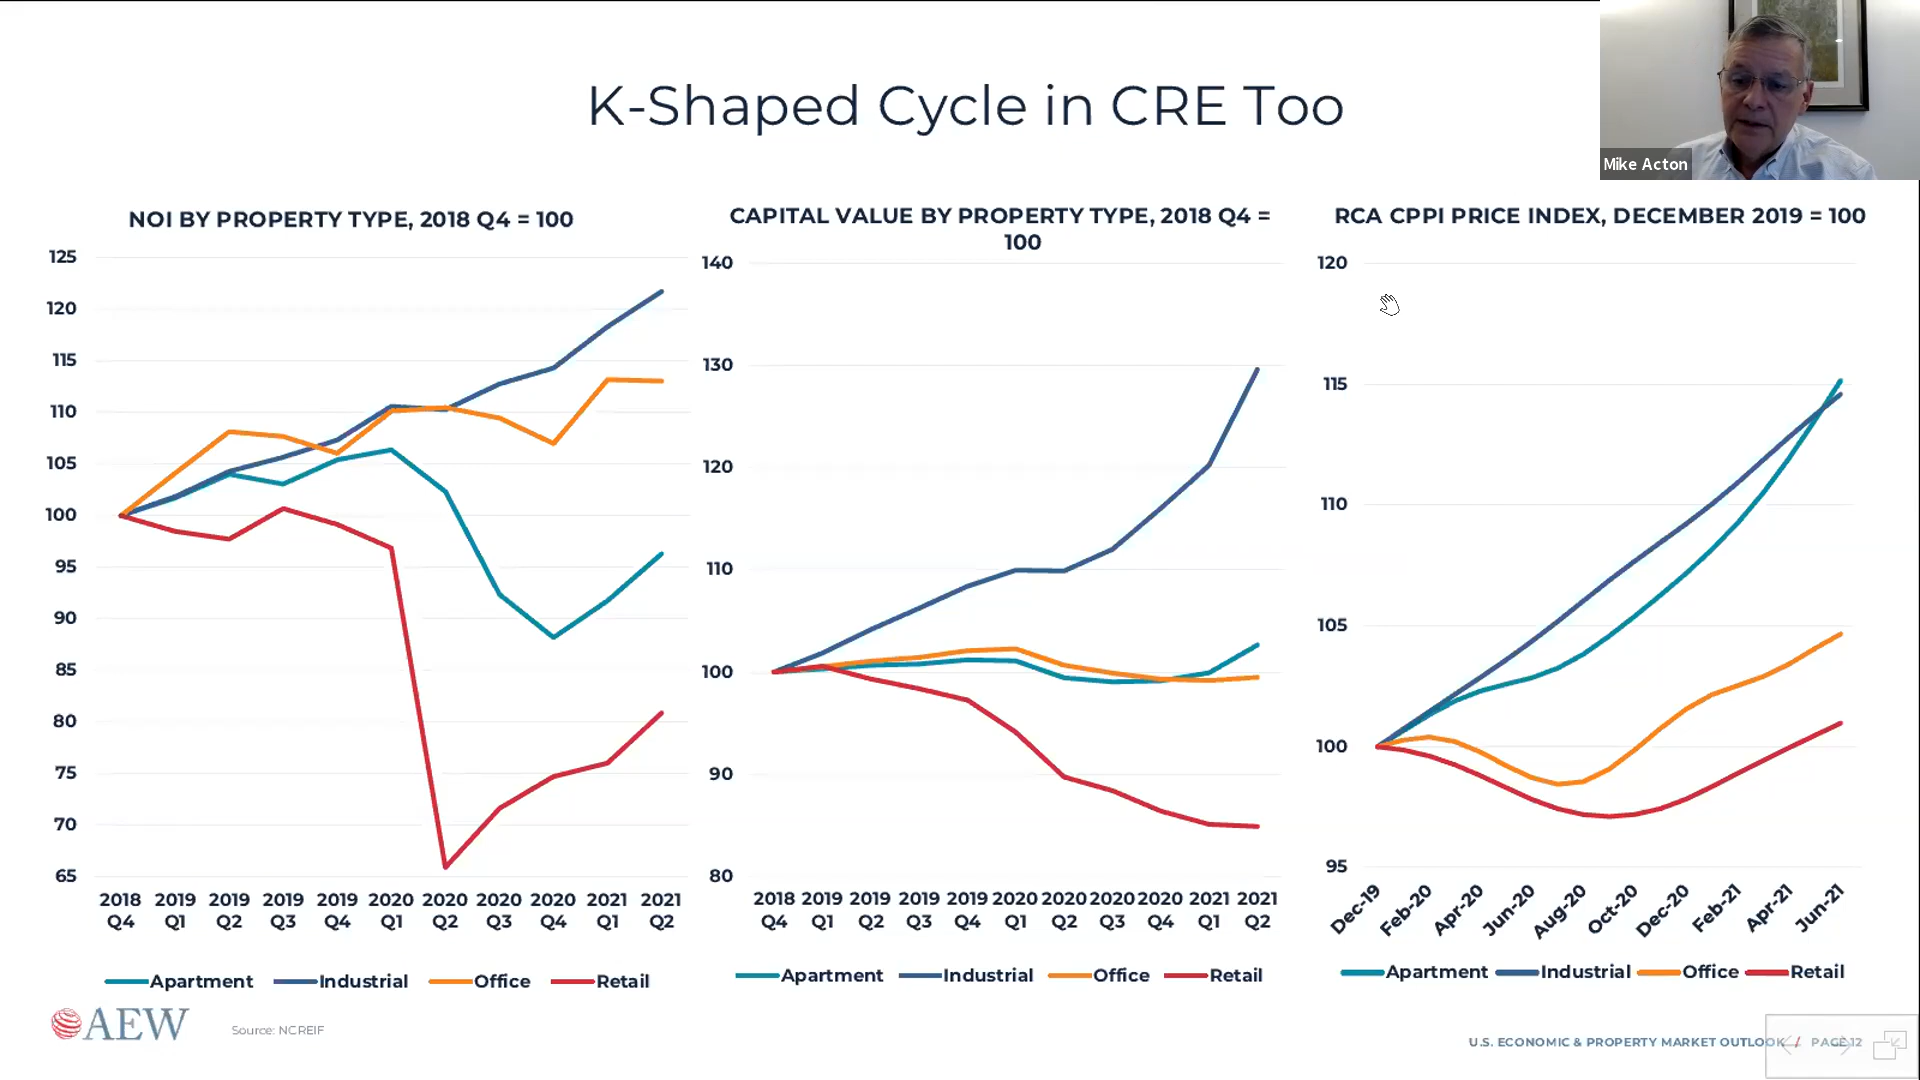 K-Shaped Cycle in CRE Too
Mike Acton
NOI BY PROPERTY TYPE, 2018 Q4 = 100
125
120
115
110
105
100
95
90
85
80
75
70
65
2018 2019 2019 2019 2019 2020 2020 2020 2020 2021 2021
Q4 Q1 Q2 Q3 Q4 Q1 Q2 Q3 Q4 Q1 Q2
Apartment Industrial Office Retail
CAPITAL VALUE BY PROPERTY TYPE, 2018 Q4 =
100
140
130
120
110
100
90
80
2018 2019 2019 2019 2019 2020 2020 2020 2020 2021 2021
Q4 Q1 Q2 Q3 Q4 Q1 Q2 Q3 Q4 Q1 Q2
Apartment Industrial Office Retail
RCA CPPI PRICE INDEX, DECEMBER 2019 = 100
120
115
110
105
100
95
Dec-19 Feb-20 Apr-20 Jun-20 Aug-20 Oct-20 Dec-20 Feb-21 Apr-21 Jun-21
Apartment Industrial Office Retail
AEW
Source: NCREIF
U.S. ECONOMIC & PROPERTY MARKET OUTLOOK / PAGE 12